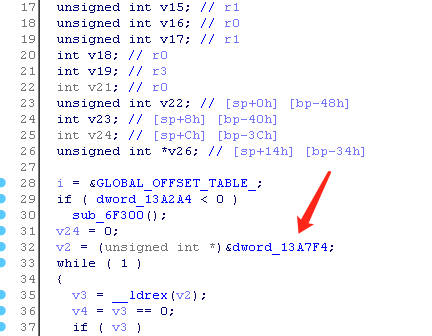 17 unsigned int v15; // r1
18 unsigned int v16; // r0
19 unsigned int v17; // r1
20 int v18; // r0
21 int v19; // r3
22 int v21; // r0
23 unsigned int v22; // [sp+0h] [bp-48h]
24 int v23; // [sp+8h] [bp-40h]
25 int v24; // [sp+Ch] [bp-3Ch]
26 unsigned int *v26; // [sp+14h] [bp-34h]
27
28 i = &GLOBAL_OFFSET_TABLE_;
29 if ( dword_13A2A4 < 0 )
30 sub_6F300();
31 v24 = 0;
32 v2 = (unsigned int *)&dword_13A7F4;
33 while ( 1 )
34 {
35 v3 = __ldrex(v2);
36 v4 = v3 == 0;
37 if ( v3 )